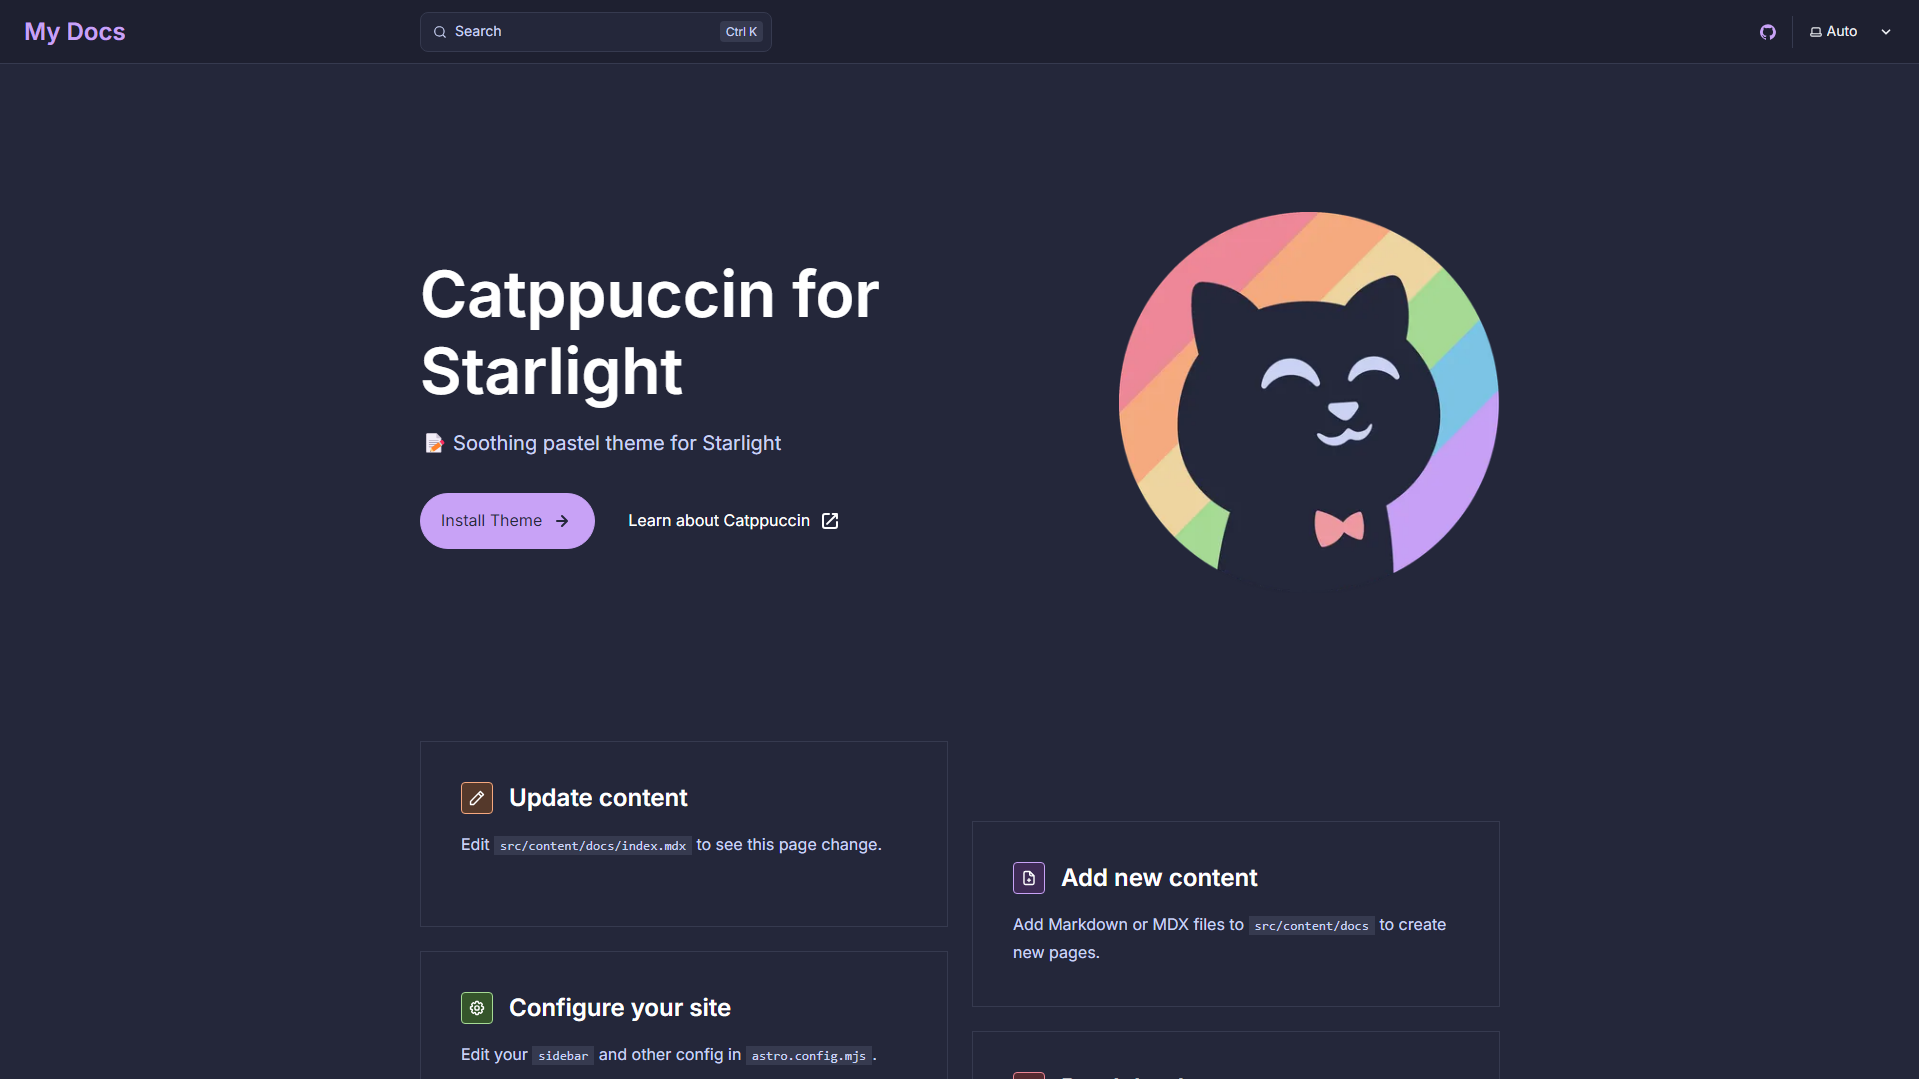 My Docs
Search
Ctrl K
Auto
Catppuccin for
Starlight
📝 Soothing pastel theme for Starlight
Install Theme
Learn about Catppuccin
Update content
Edit src/content/docs/index.mdx to see this page change.
Add new content
Add Markdown or MDX files to src/content/docs to create
new pages.
Configure your site
Edit your sidebar and other config in astro.config.mjs.